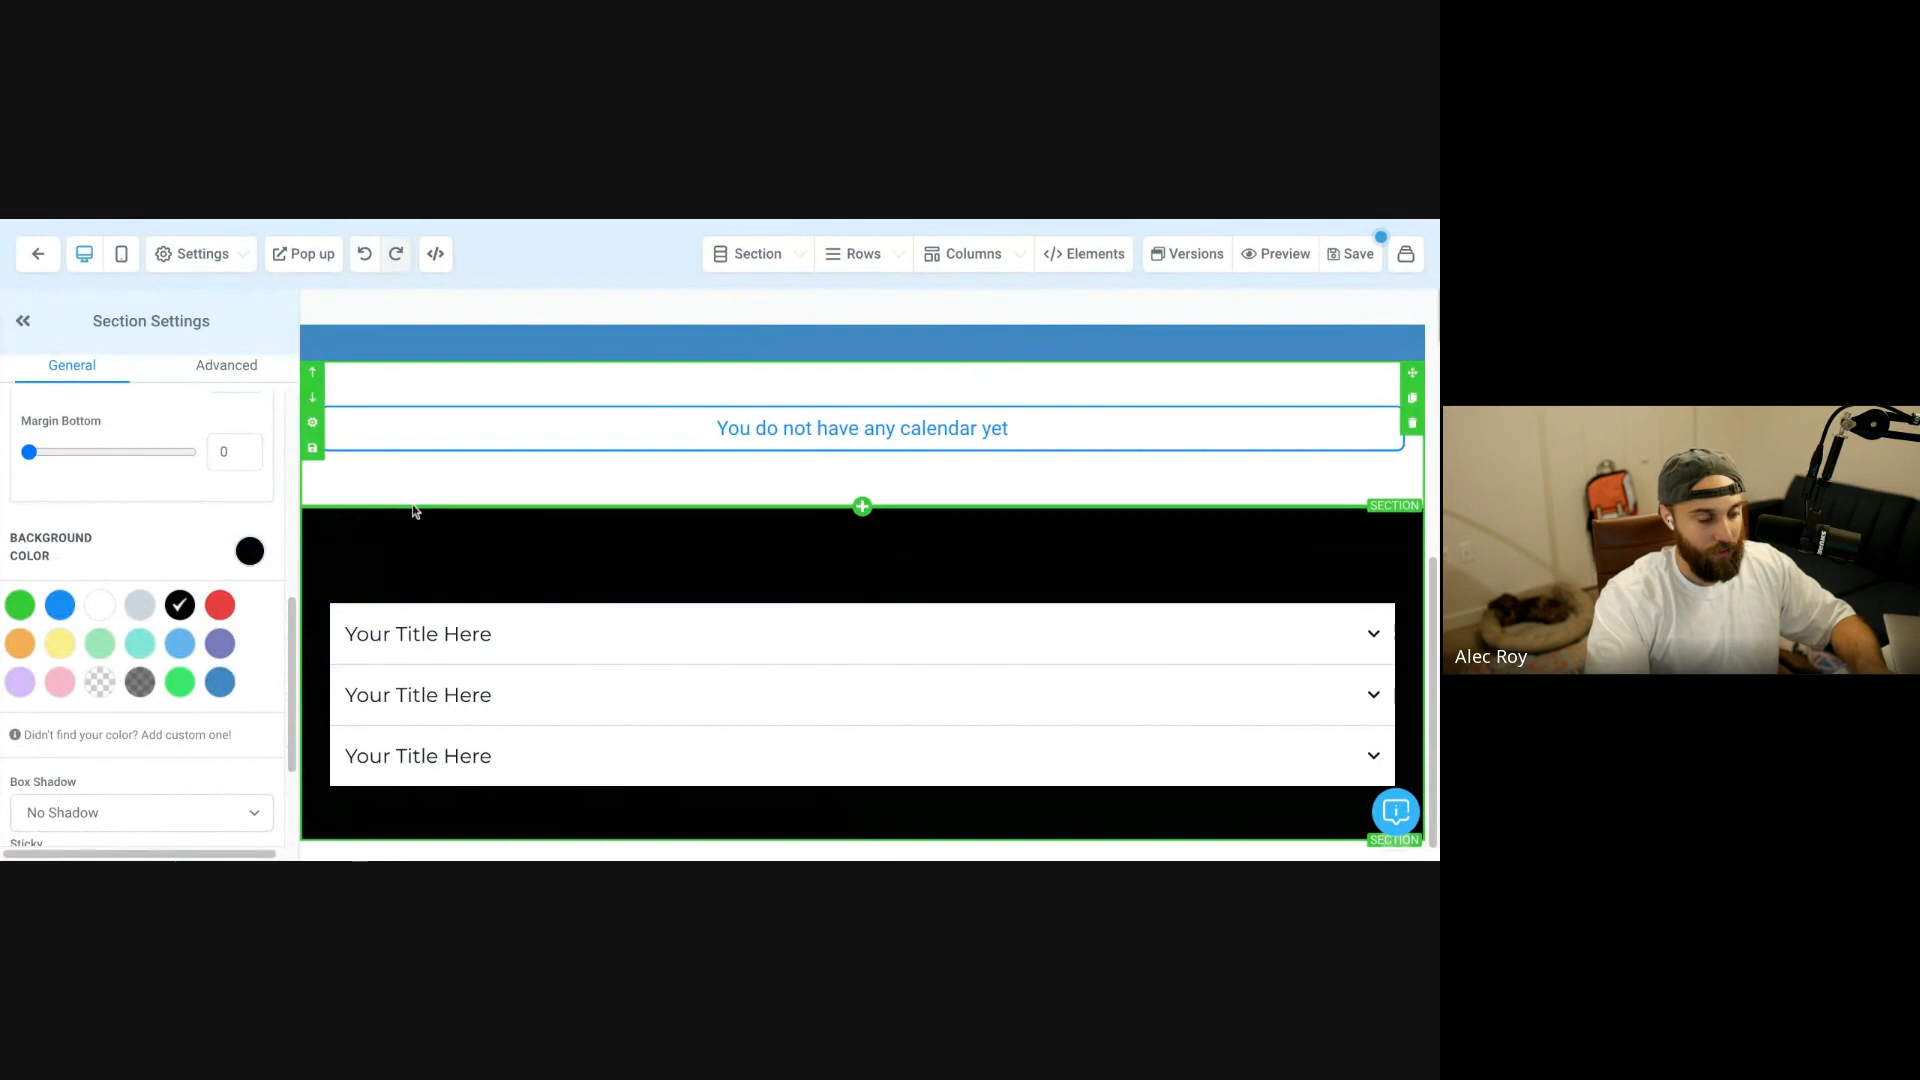 Settings
Pop up
Section
Rows
Columns
Elements
Versions
Preview
Save
Section Settings
General
Advanced
Margin Bottom
0
BACKGROUND
COLOR
Didn't find your color? Add custom one!
Box Shadow
No Shadow
Sticky
You do not have any calendar yet
SECTION
Your Title Here
Your Title Here
Your Title Here
SECTION
Alec Roy